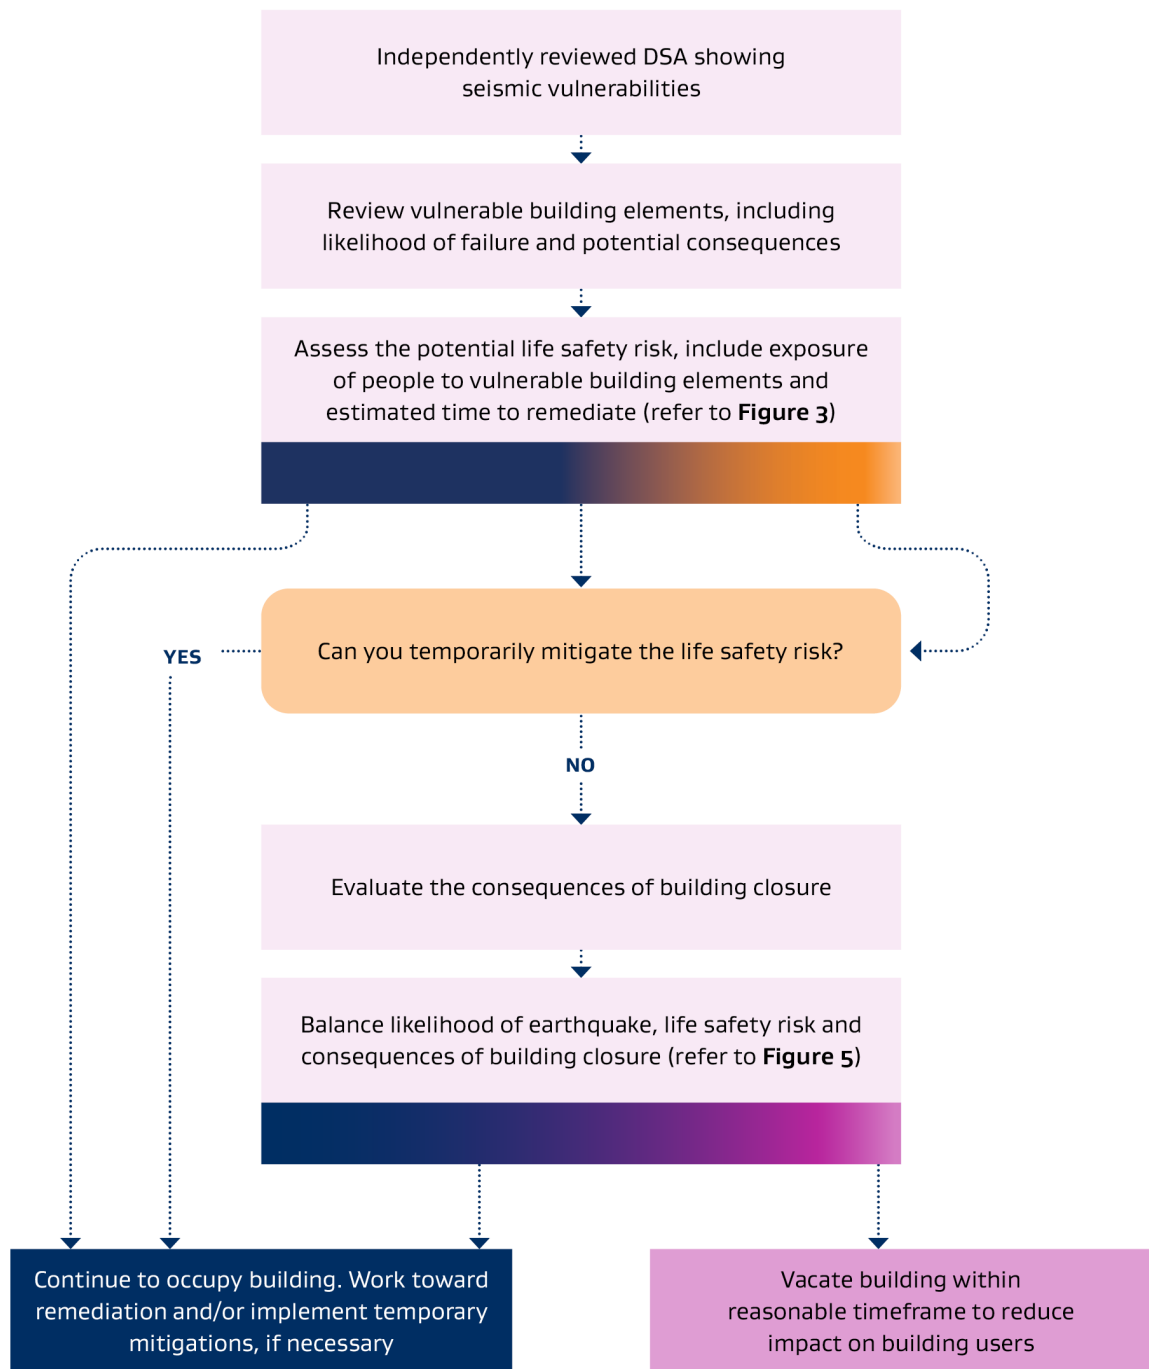 Independently reviewed DSA showing
seismic vulnerabilities
Review vulnerable building elements, including
likelihood of failure and potential consequences
Assess the potential life safety risk, include exposure
of people to vulnerable building elements and
estimated time to remediate (refer to Figure 3)
Can you temporarily mitigate the life safety risk?
YES
NO
Evaluate the consequences of building closure
Balance likelihood of earthquake, life safety risk and
consequences of building closure (refer to Figure 5)
Continue to occupy building. Work toward
remediation and/or implement temporary
mitigations, if necessary
Vacate building within
reasonable timeframe to reduce
impact on building users